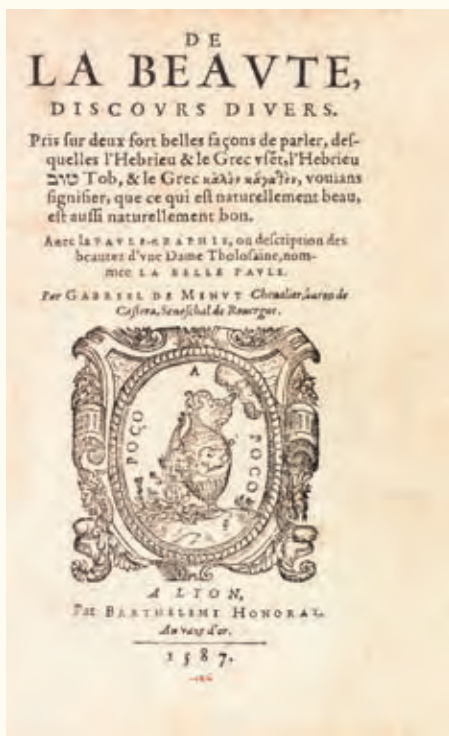 DE
LA BEAVTE,
DISCOVRS DIVERS.
Pris ſur deux fort belles façons de parler, deſ-
quelles l'Hebrieu & le Grec vſẽt, l'Hebrieu
טוב Tob, & le Grec καλὸν κἀγαθὸν, voulans
ſignifier, que ce qui eſt naturellement beau,
eſt auſſi naturellement bon.
Auec la PAVLE-GRAPHIE, ou deſcription des
beautez d'vne Dame Tholoſaine, nom-
mee LA BELLE PAVLE.
Par GABRIEL DE MINVT Cheualier, baron de
Caſtera, Seneſchal de Rouergue.
POCO A POCO
A LYON,
Par BARTHELEMI HONORAT,
Au vaze d'or.
1587.